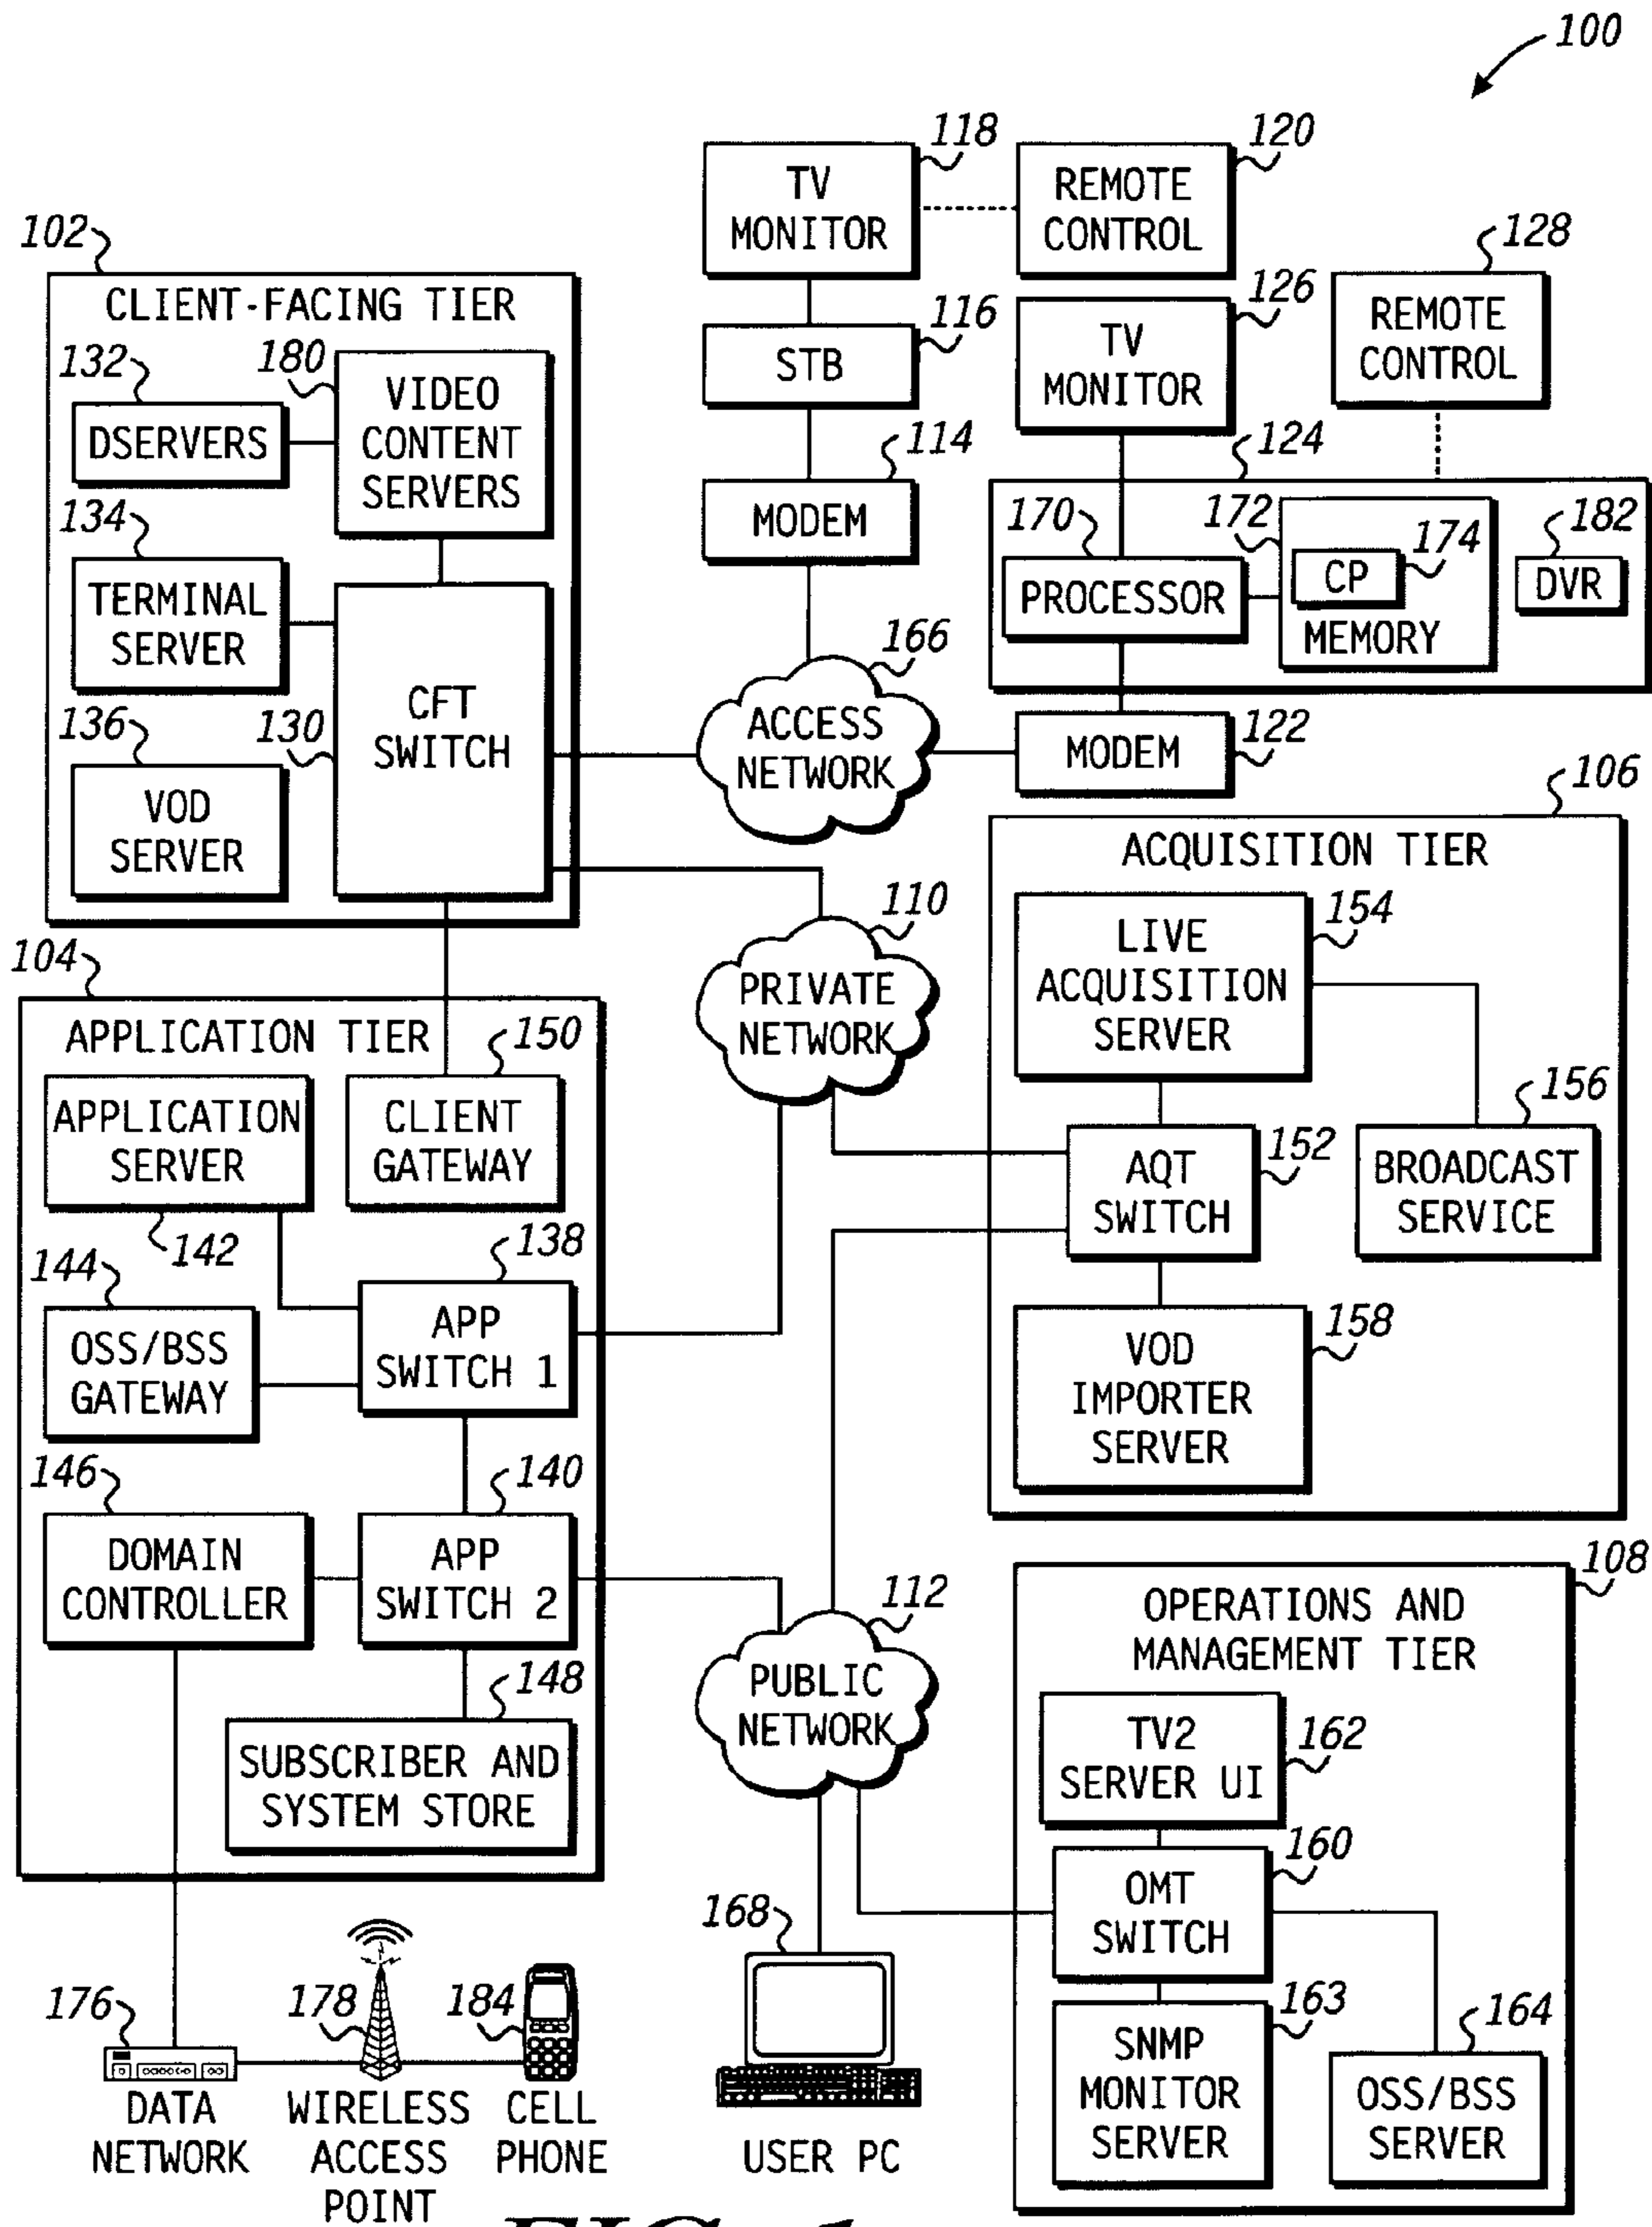 100
118
TV
MONITOR
120
REMOTE
CONTROL
102
CLIENT-FACING TIER
132
DSERVERS
180
VIDEO
CONTENT
SERVERS
134
TERMINAL
SERVER
136
VOD
SERVER
130
CFT
SWITCH
116
STB
114
MODEM
126
TV
MONITOR
128
REMOTE
CONTROL
124
170
PROCESSOR
172
174
CP
MEMORY
182
DVR
166
ACCESS
NETWORK
122
MODEM
110
PRIVATE
NETWORK
106
ACQUISITION TIER
154
LIVE
ACQUISITION
SERVER
156
BROADCAST
SERVICE
152
AQT
SWITCH
158
VOD
IMPORTER
SERVER
104
APPLICATION TIER
150
CLIENT
GATEWAY
APPLICATION
SERVER
142
138
APP
SWITCH 1
144
OSS/BSS
GATEWAY
146
DOMAIN
CONTROLLER
140
APP
SWITCH 2
148
SUBSCRIBER AND
SYSTEM STORE
112
PUBLIC
NETWORK
108
OPERATIONS AND
MANAGEMENT TIER
162
TV2
SERVER UI
160
OMT
SWITCH
163
SNMP
MONITOR
SERVER
164
OSS/BSS
SERVER
168
USER PC
176
DATA
NETWORK
178
WIRELESS
ACCESS
POINT
184
CELL
PHONE